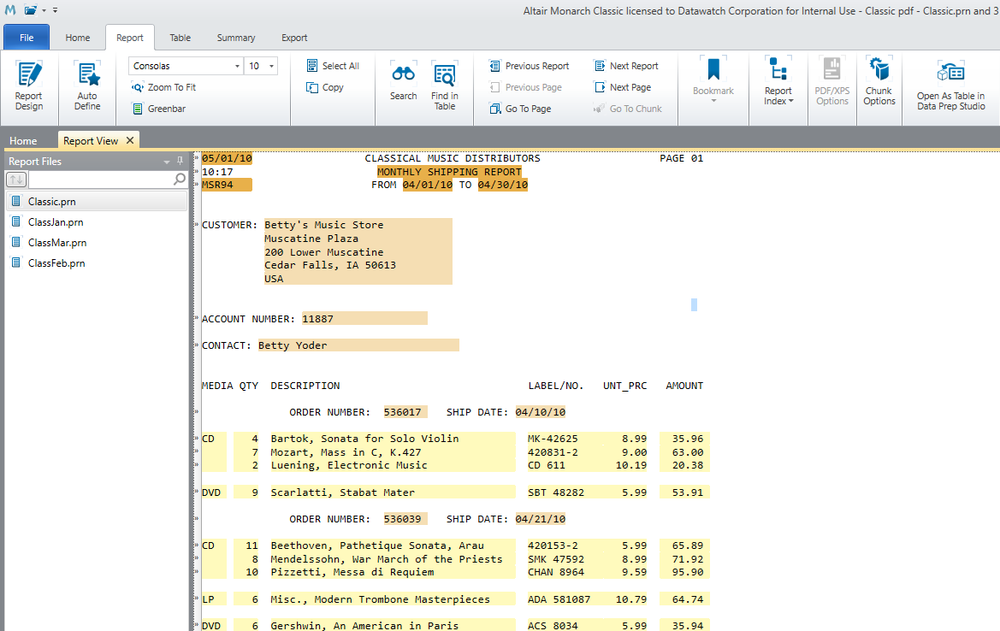 Altair Monarch Classic licensed to Datawatch Corporation for Internal Use - Classic pdf - Classic.prn and 3
File Home Report Table Summary Export
Report Design
Auto Define
Consolas 10
Zoom To Fit
Greenbar
Select All
Copy
Search
Find in Table
Previous Report
Previous Page
Go To Page
Next Report
Next Page
Go To Chunk
Bookmark
Report Index
PDF/XPS Options
Chunk Options
Open As Table in Data Prep Studio
Home Report View
Report Files
Classic.prn
ClassJan.prn
ClassMar.prn
ClassFeb.prn
05/01/10 CLASSICAL MUSIC DISTRIBUTORS PAGE 01
10:17 MONTHLY SHIPPING REPORT
MSR94 FROM 04/01/10 TO 04/30/10
CUSTOMER: Betty's Music Store
Muscatine Plaza
200 Lower Muscatine
Cedar Falls, IA 50613
USA
ACCOUNT NUMBER: 11887
CONTACT: Betty Yoder
MEDIA QTY DESCRIPTION LABEL/NO. UNT_PRC AMOUNT
ORDER NUMBER: 536017 SHIP DATE: 04/10/10
CD 4 Bartok, Sonata for Solo Violin MK-42625 8.99 35.96
7 Mozart, Mass in C, K.427 420831-2 9.00 63.00
2 Luening, Electronic Music CD 611 10.19 20.38
DVD 9 Scarlatti, Stabat Mater SBT 48282 5.99 53.91
ORDER NUMBER: 536039 SHIP DATE: 04/21/10
CD 11 Beethoven, Pathetique Sonata, Arau 420153-2 5.99 65.89
8 Mendelssohn, War March of the Priests SMK 47592 8.99 71.92
10 Pizzetti, Messa di Requiem CHAN 8964 9.59 95.90
LP 6 Misc., Modern Trombone Masterpieces ADA 581087 10.79 64.74
DVD 6 Gershwin, An American in Paris ACS 8034 5.99 35.94